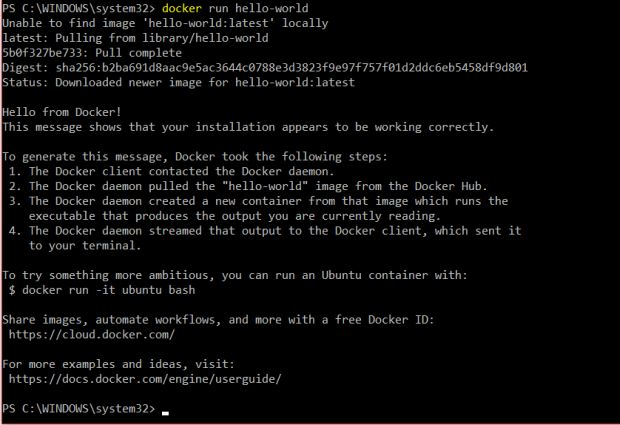 PS C:\WINDOWS\system32> docker run hello-world
Unable to find image 'hello-world:latest' locally
latest: Pulling from library/hello-world
5b0f327be733: Pull complete
Digest: sha256:b2ba691d8aac9e5ac3644c0788e3d3823f9e97f757f01d2ddc6eb5458df9d801
Status: Downloaded newer image for hello-world:latest
Hello from Docker!
This message shows that your installation appears to be working correctly.
To generate this message, Docker took the following steps:
1. The Docker client contacted the Docker daemon.
2. The Docker daemon pulled the "hello-world" image from the Docker Hub.
3. The Docker daemon created a new container from that image which runs the
executable that produces the output you are currently reading.
4. The Docker daemon streamed that output to the Docker client, which sent it
to your terminal.
To try something more ambitious, you can run an Ubuntu container with:
$ docker run -it ubuntu bash
Share images, automate workflows, and more with a free Docker ID:
https://cloud.docker.com/
For more examples and ideas, visit:
https://docs.docker.com/engine/userguide/
PS C:\WINDOWS\system32>